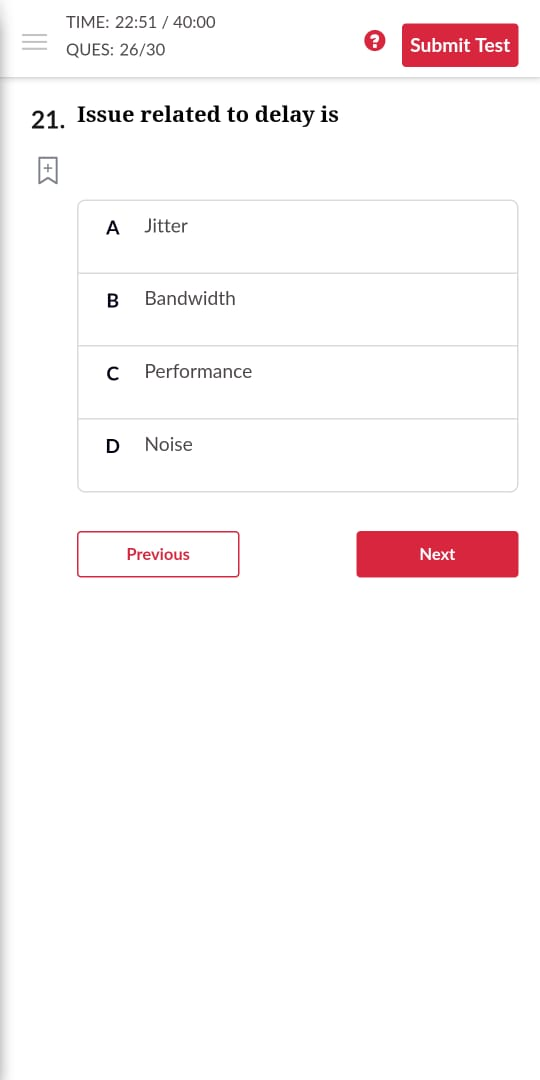 TIME: 22:51 / 40:00
QUES: 26/30
?
Submit Test
21. Issue related to delay is
A Jitter
B Bandwidth
C Performance
D Noise
Previous
Next